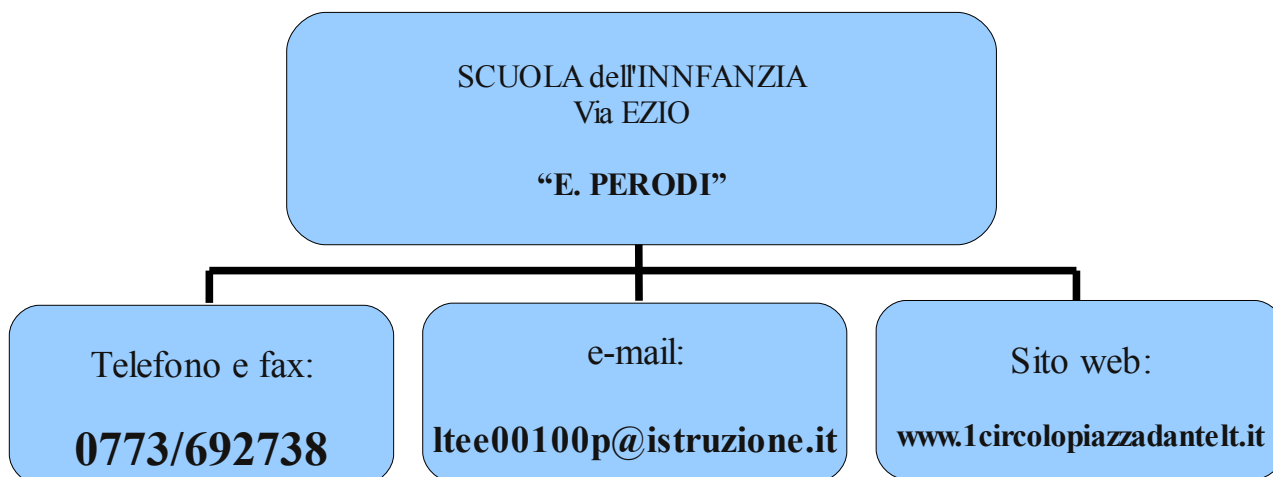 SCUOLA dell'INNFANZIA
Via EZIO
“E. PERODI”
Telefono e fax:
0773/692738
e-mail:
ltee00100p@istruzione.it
Sito web:
www.1circolopiazzadantelt.it